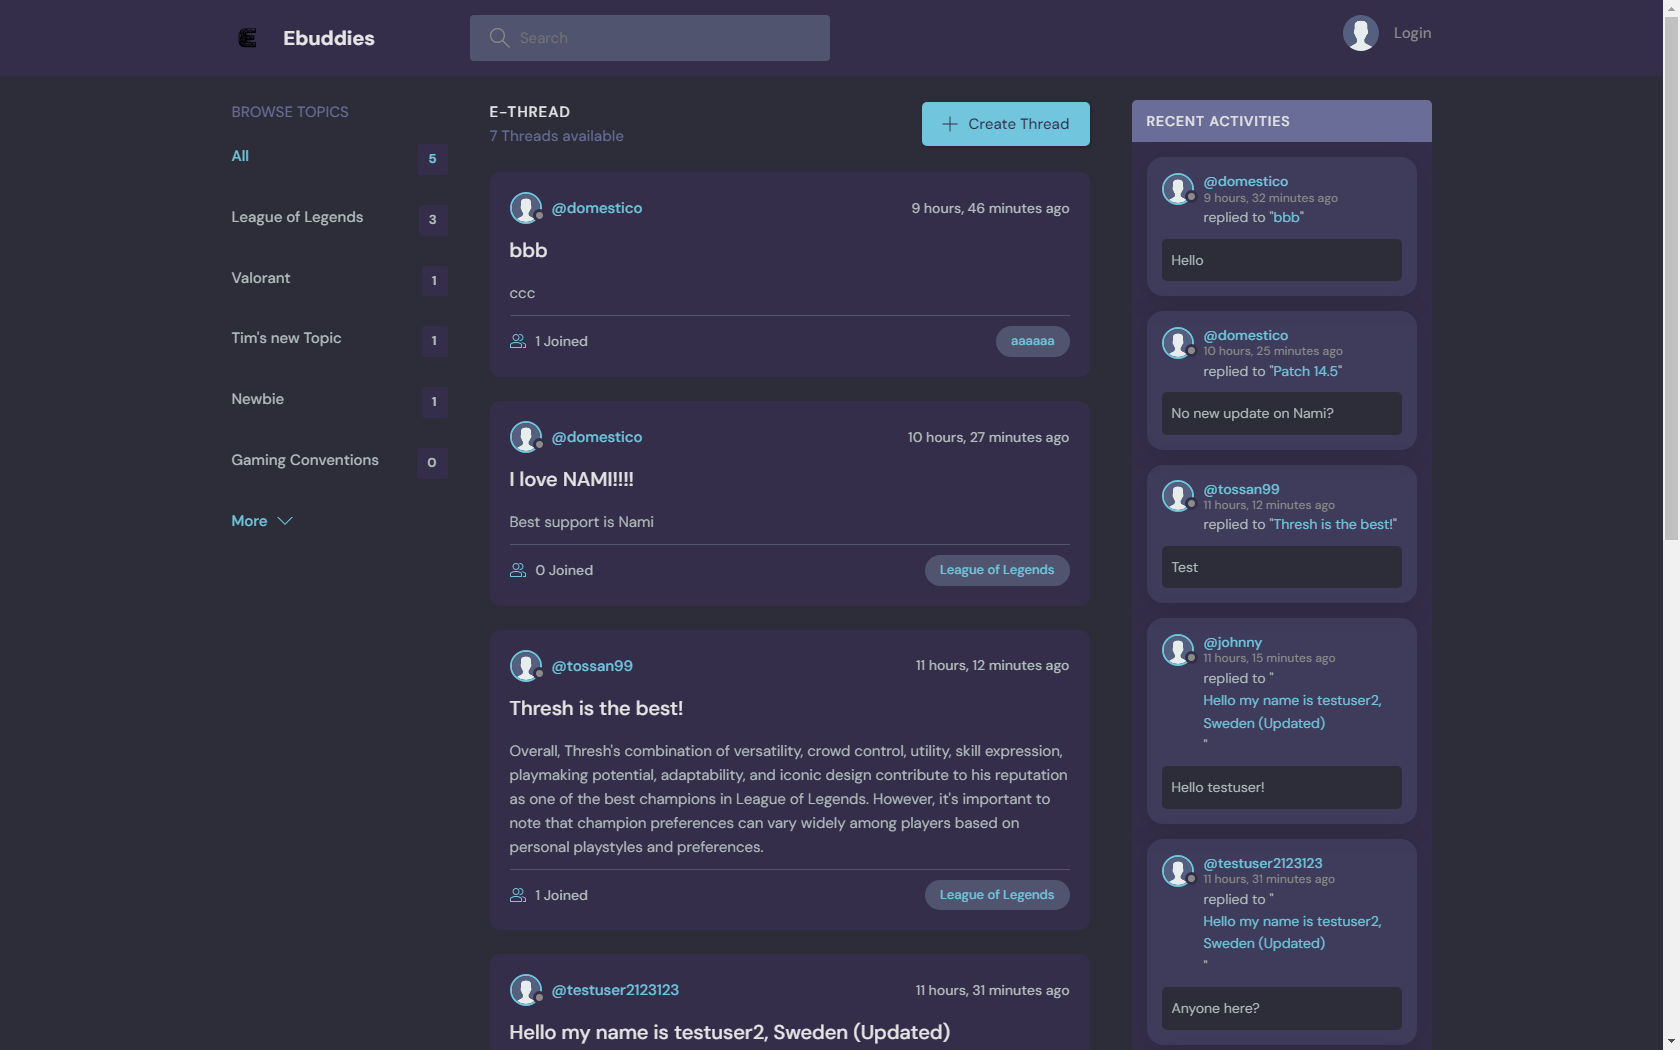 Ebuddies
Search
Login
BROWSE TOPICS
All 5
League of Legends 3
Valorant 1
Tim's new Topic 1
Newbie 1
Gaming Conventions 0
More
E-THREAD
7 Threads available
Create Thread
@domestico 9 hours, 46 minutes ago
bbb
ccc
1 Joined aaaaaa
@domestico 10 hours, 27 minutes ago
I love NAMI!!!!
Best support is Nami
0 Joined League of Legends
@tossan99 11 hours, 12 minutes ago
Thresh is the best!
Overall, Thresh's combination of versatility, crowd control, utility, skill expression,
playmaking potential, adaptability, and iconic design contribute to his reputation
as one of the best champions in League of Legends. However, it's important to
note that champion preferences can vary widely among players based on
personal playstyles and preferences.
1 Joined League of Legends
@testuser2123123 11 hours, 31 minutes ago
Hello my name is testuser2, Sweden (Updated)
RECENT ACTIVITIES
@domestico
9 hours, 32 minutes ago
replied to "bbb"
Hello
@domestico
10 hours, 25 minutes ago
replied to "Patch 14.5"
No new update on Nami?
@tossan99
11 hours, 12 minutes ago
replied to "Thresh is the best!"
Test
@johnny
11 hours, 15 minutes ago
replied to "
Hello my name is testuser2,
Sweden (Updated)
"
Hello testuser!
@testuser2123123
11 hours, 31 minutes ago
replied to "
Hello my name is testuser2,
Sweden (Updated)
"
Anyone here?